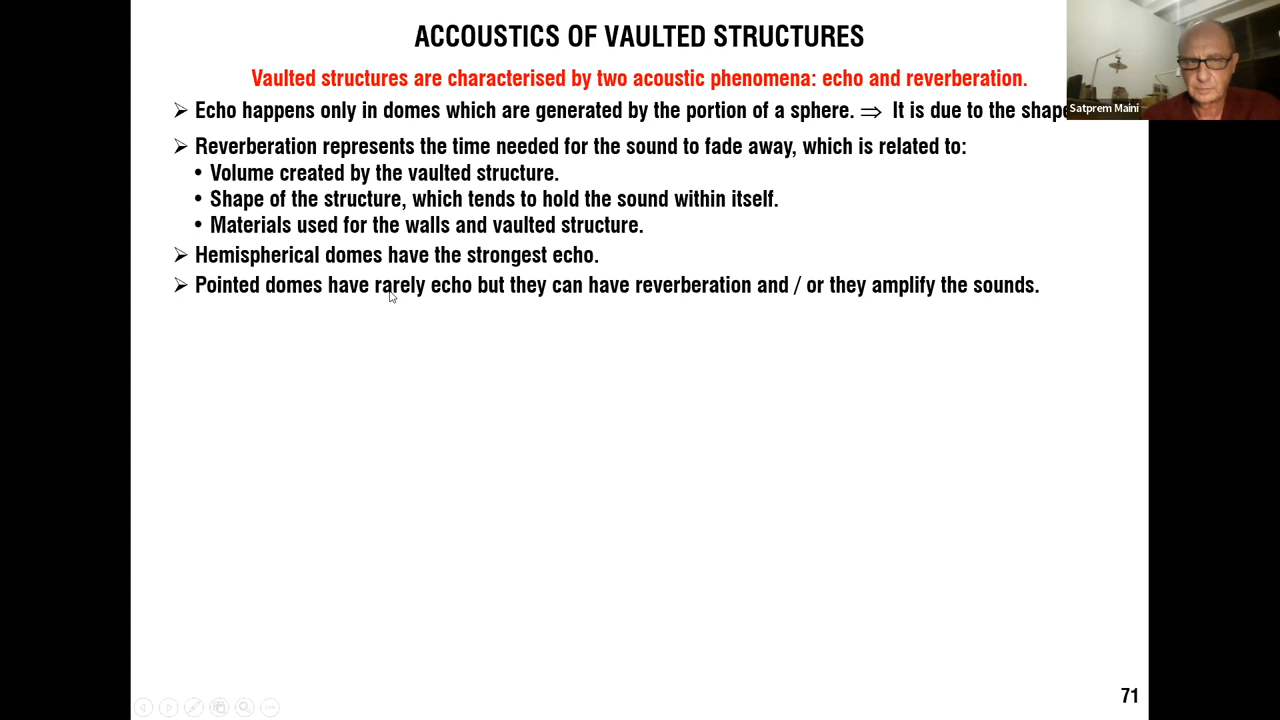 ACCOUSTICS OF VAULTED STRUCTURES
Vaulted structures are characterised by two acoustic phenomena: echo and reverberation.
➢ Echo happens only in domes which are generated by the portion of a sphere. ⇒ It is due to the shape
Satprem Maini
➢ Reverberation represents the time needed for the sound to fade away, which is related to:
• Volume created by the vaulted structure.
• Shape of the structure, which tends to hold the sound within itself.
• Materials used for the walls and vaulted structure.
➢ Hemispherical domes have the strongest echo.
➢ Pointed domes have rarely echo but they can have reverberation and / or they amplify the sounds.
71